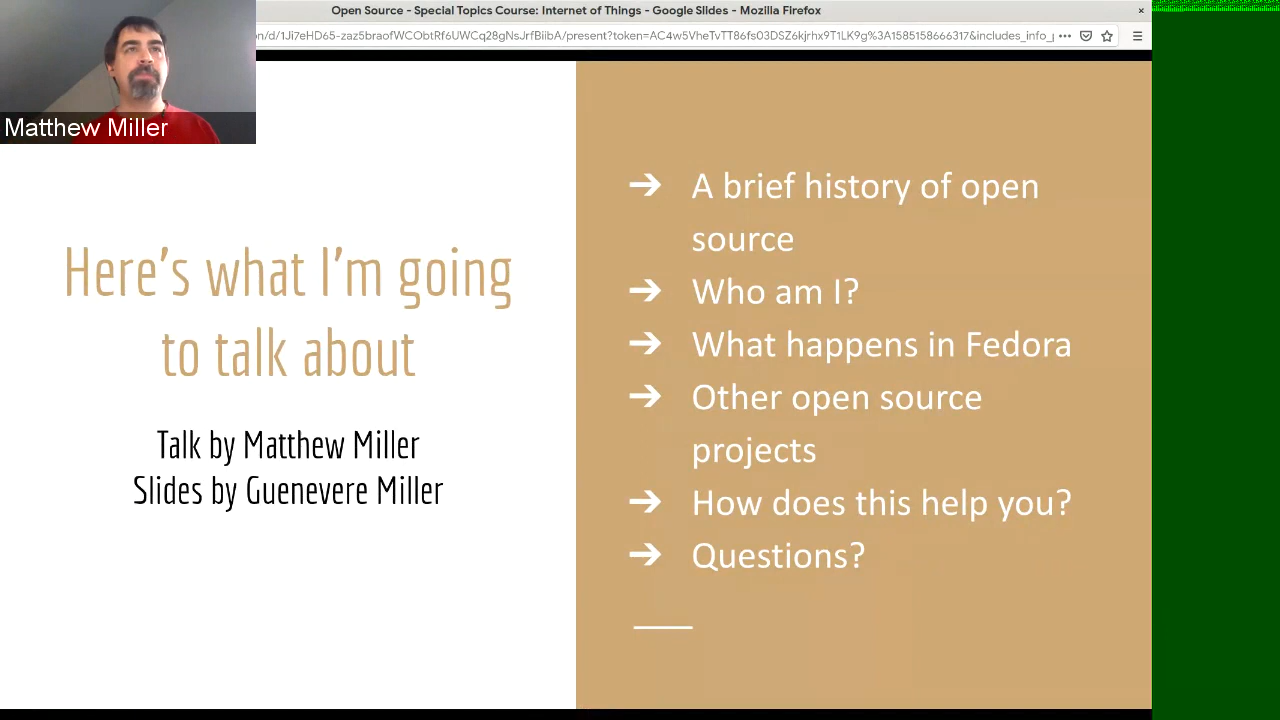 Open Source - Special Topics Course: Internet of Things - Google Slides - Mozilla Firefox
×
on/d/1Ji7eHD65-zaz5braofWCObtRf6UWCq28gNsJrfBiibA/present?token=AC4w5VheTvTT86fs03DSZ6kjrhx9T1LK9g%3A1585158666317&includes_info_p
Matthew Miller
Here's what I'm going
to talk about
Talk by Matthew Miller
Slides by Guenevere Miller
➔ A brief history of open
source
➔ Who am I?
➔ What happens in Fedora
➔ Other open source
projects
➔ How does this help you?
➔ Questions?